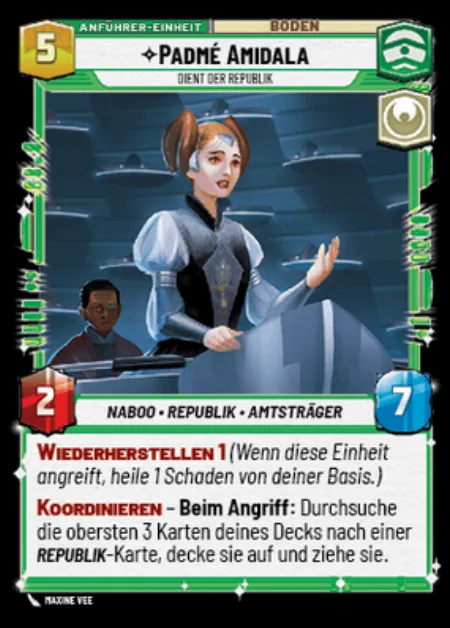 5
ANFÜHRER-EINHEIT
BODEN
✧PADMÉ AMIDALA
DIENT DER REPUBLIK
2
NABOO • REPUBLIK • AMTSTRÄGER
7
WIEDERHERSTELLEN 1 (Wenn diese Einheit
angreift, heile 1 Schaden von deiner Basis.)
KOORDINIEREN – Beim Angriff: Durchsuche
die obersten 3 Karten deines Decks nach einer
REPUBLIK-Karte, decke sie auf und ziehe sie.
MAXINE VEE